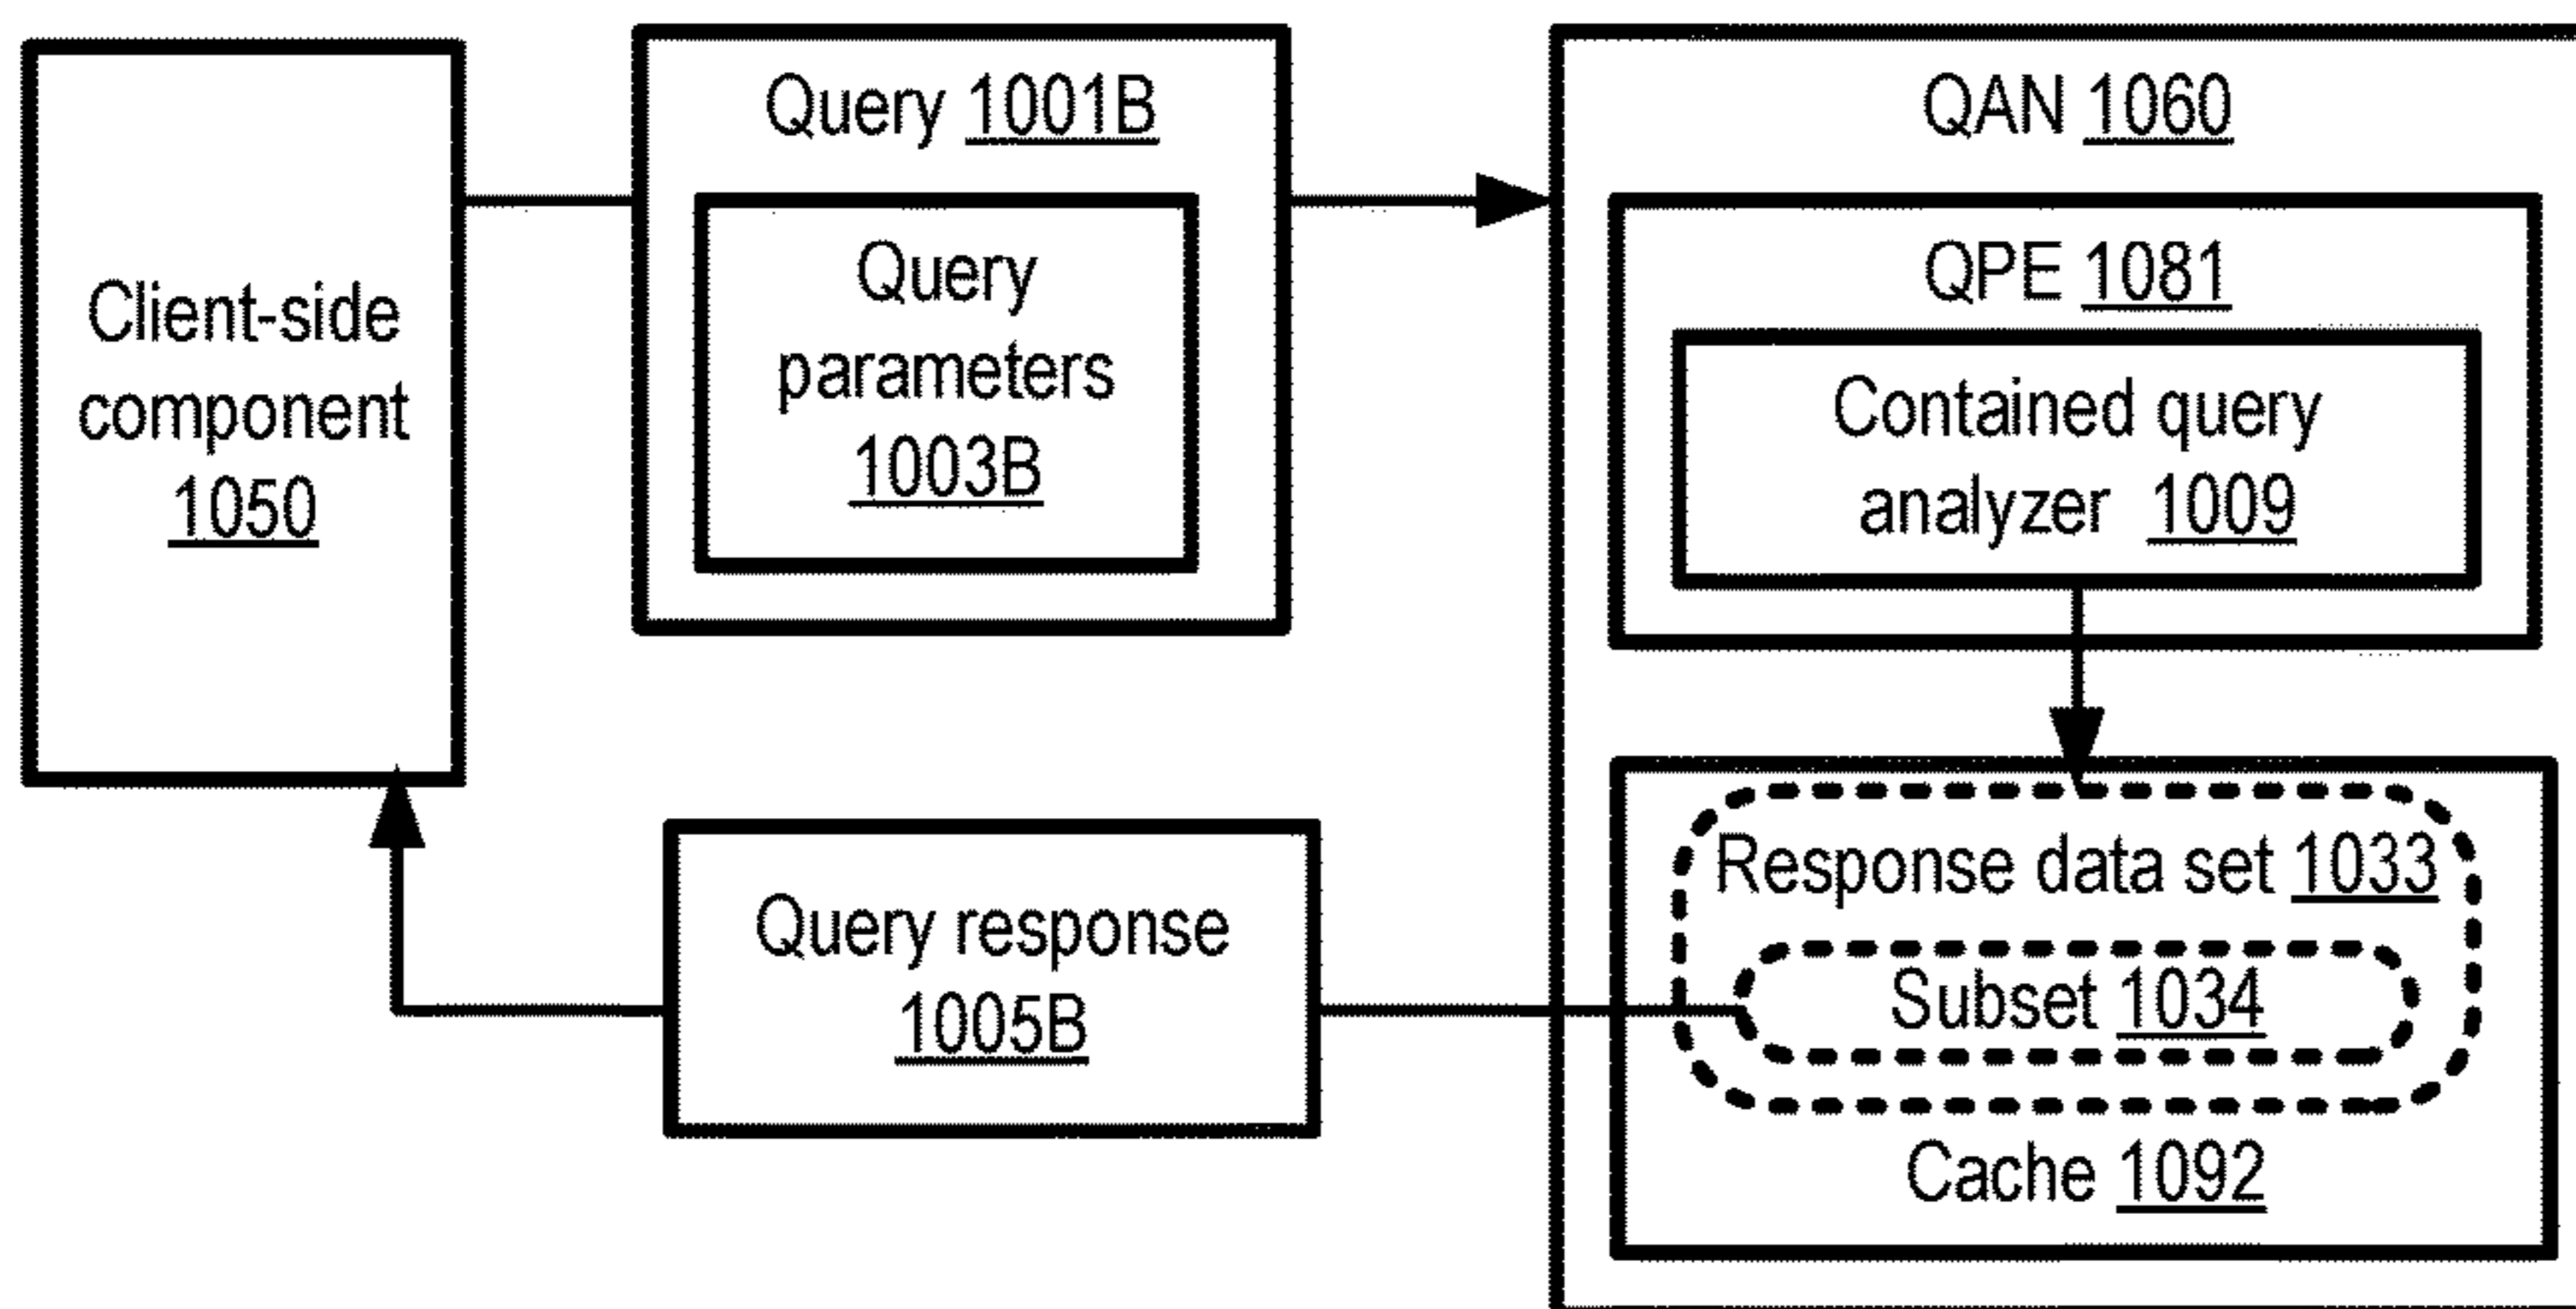 Client-side
component
1050
Query 1001B
Query
parameters
1003B
QAN 1060
QPE 1081
Contained query
analyzer 1009
Response data set 1033
Subset 1034
Cache 1092
Query response
1005B